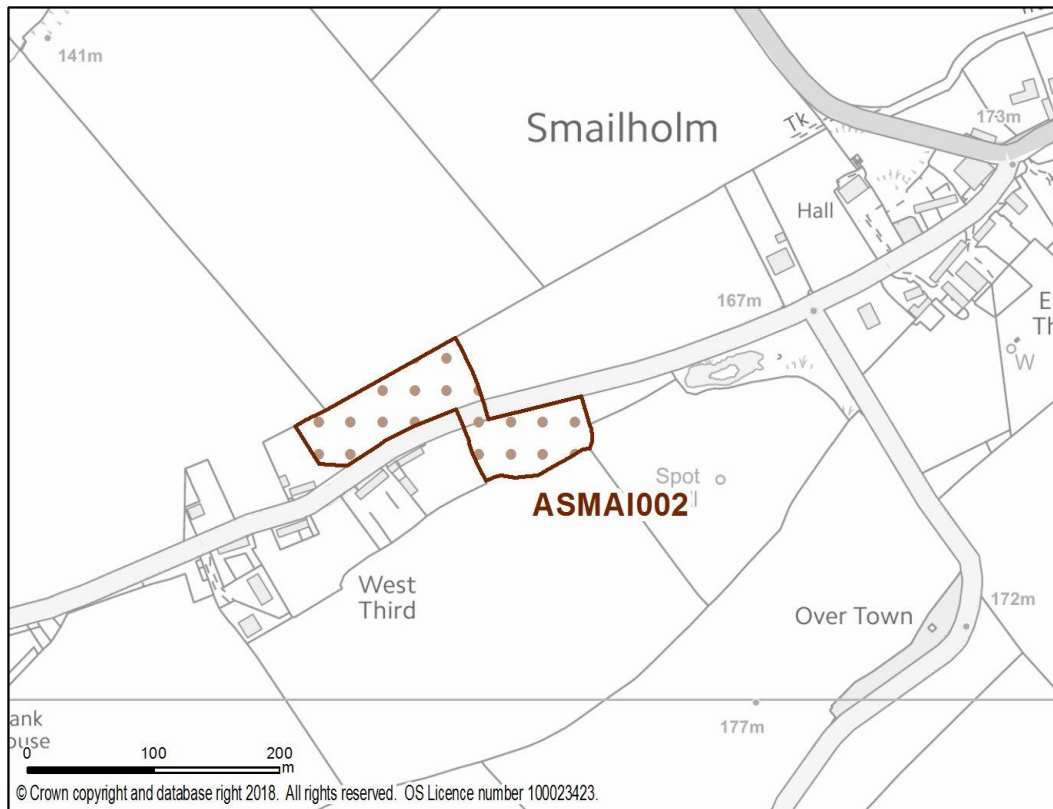 141m
Smailholm
Tk
173m
Hall
167m
W
Spot
ASMAI002
West
Third
Over Town
172m
177m
0 100 200
m
© Crown copyright and database right 2018. All rights reserved. OS Licence number 100023423.